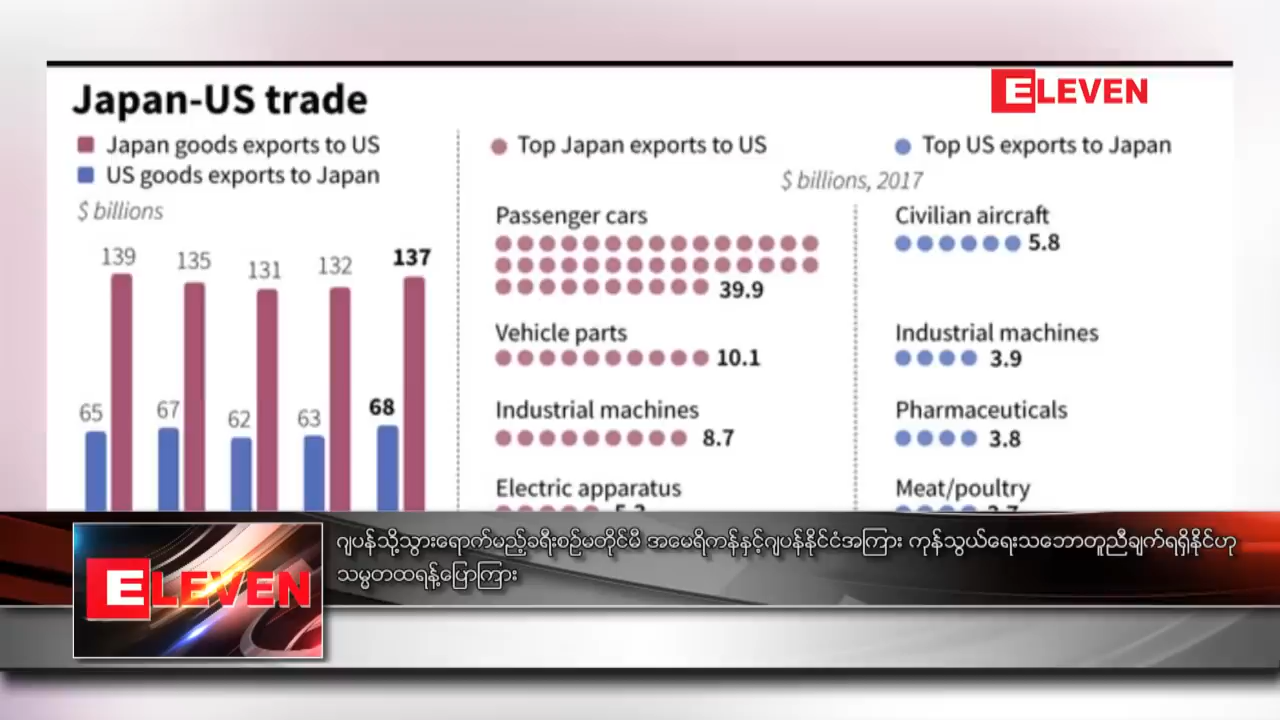 Japan-US trade
ELEVEN
Japan goods exports to US
US goods exports to Japan
$ billions
139
135
131
132
137
65
67
62
63
68
Top Japan exports to US
Top US exports to Japan
$ billions, 2017
Passenger cars
39.9
Vehicle parts
10.1
Industrial machines
8.7
Electric apparatus
Civilian aircraft
5.8
Industrial machines
3.9
Pharmaceuticals
3.8
Meat/poultry
ELEVEN
ဂျပန်သို့သွားရောက်မည့်ခရီးစဉ်မတိုင်မီ အမေရိကန်နှင့်ဂျပန်နိုင်ငံအကြား ကုန်သွယ်ရေးသဘောတူညီချက်ရရှိနိုင်ဟု
သမ္မတထရန့်ပြောကြား